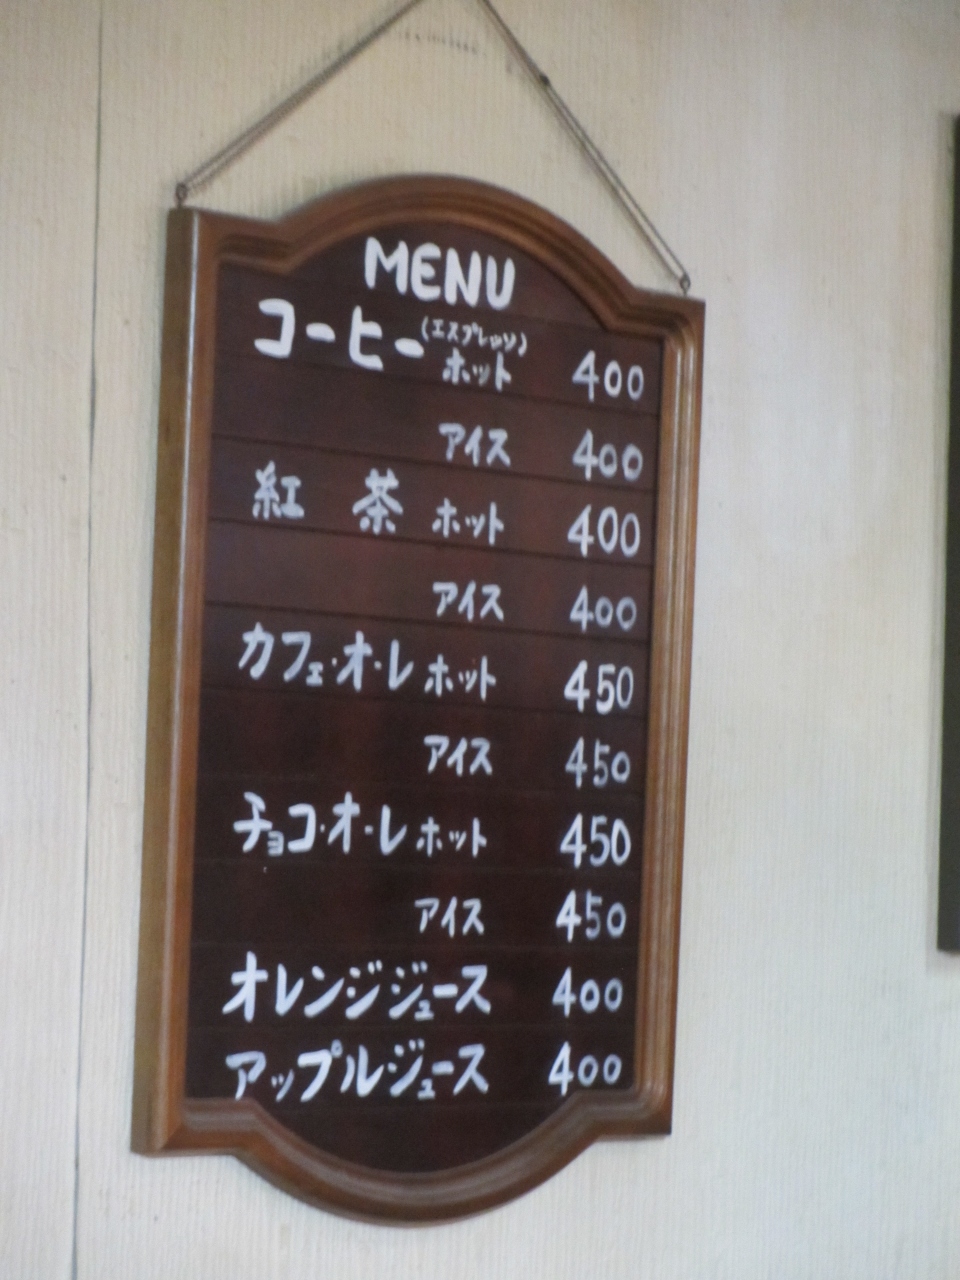 MENU
コーヒー(エスプレッソ)ホット 400
アイス 400
紅 茶 ホット 400
アイス 400
カフェ・オ・レ ホット 450
アイス 450
チョコ・オ・レ ホット 450
アイス 450
オレンジジュース 400
アップルジュース 400